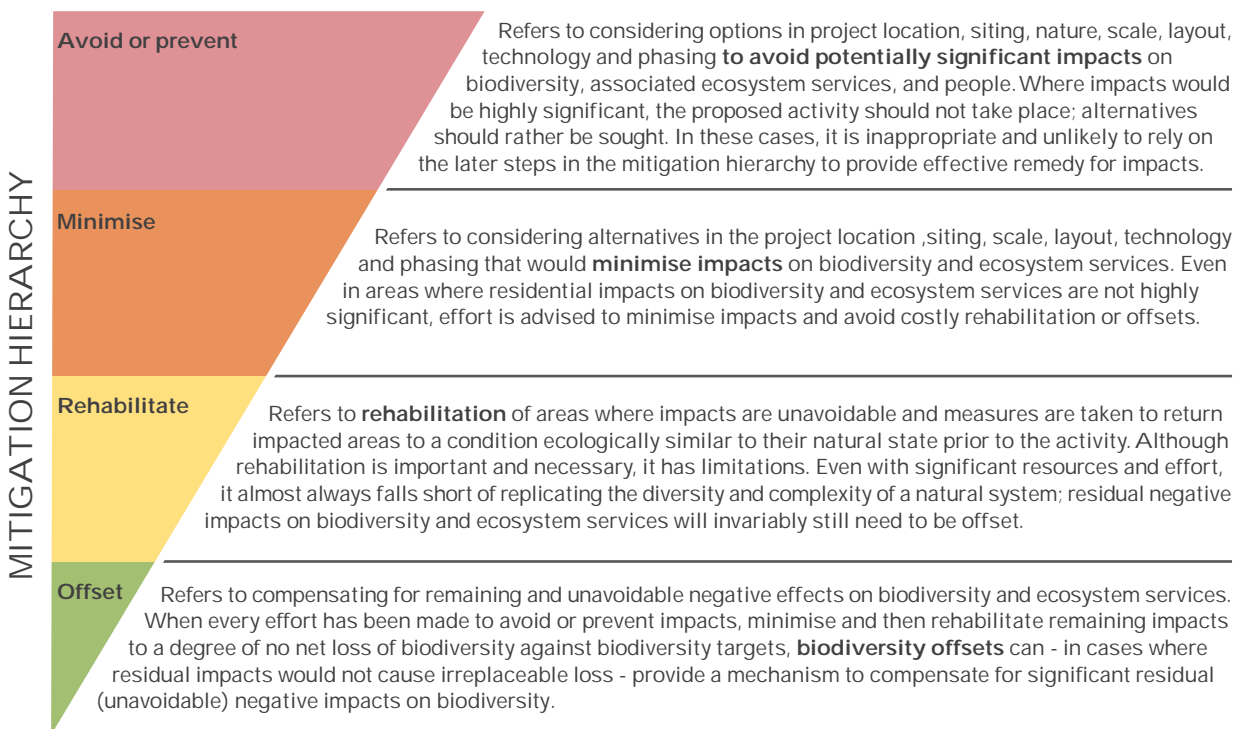 MITIGATION HIERARCHY
Avoid or prevent
Refers to considering options in project location, siting, nature, scale, layout,
technology and phasing to avoid potentially significant impacts on
biodiversity, associated ecosystem services, and people. Where impacts would
be highly significant, the proposed activity should not take place; alternatives
should rather be sought. In these cases, it is inappropriate and unlikely to rely on
the later steps in the mitigation hierarchy to provide effective remedy for impacts.
Minimise
Refers to considering alternatives in the project location ,siting, scale, layout, technology
and phasing that would minimise impacts on biodiversity and ecosystem services. Even
in areas where residential impacts on biodiversity and ecosystem services are not highly
significant, effort is advised to minimise impacts and avoid costly rehabilitation or offsets.
Rehabilitate
Refers to rehabilitation of areas where impacts are unavoidable and measures are taken to return
impacted areas to a condition ecologically similar to their natural state prior to the activity. Although
rehabilitation is important and necessary, it has limitations. Even with significant resources and effort,
it almost always falls short of replicating the diversity and complexity of a natural system; residual negative
impacts on biodiversity and ecosystem services will invariably still need to be offset.
Offset
Refers to compensating for remaining and unavoidable negative effects on biodiversity and ecosystem services.
When every effort has been made to avoid or prevent impacts, minimise and then rehabilitate remaining impacts
to a degree of no net loss of biodiversity against biodiversity targets, biodiversity offsets can - in cases where
residual impacts would not cause irreplaceable loss - provide a mechanism to compensate for significant residual
(unavoidable) negative impacts on biodiversity.